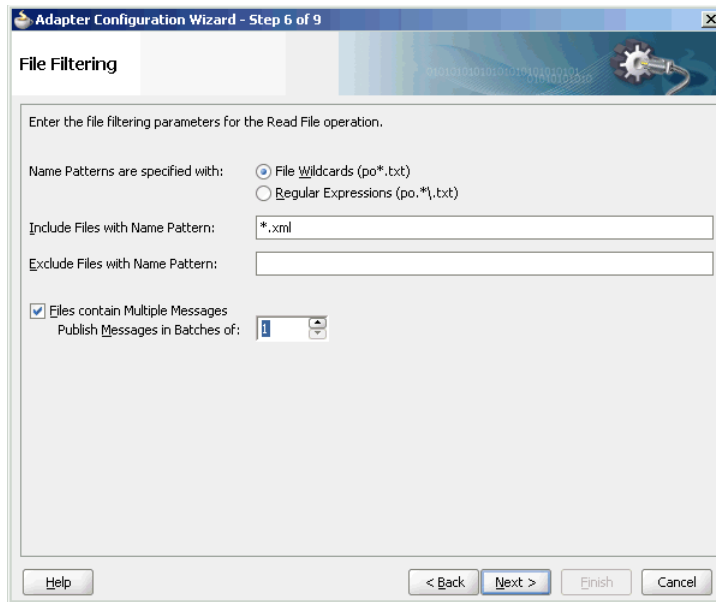 Adapter Configuration Wizard - Step 6 of 9
File Filtering
Enter the file filtering parameters for the Read File operation.
Name Patterns are specified with:
File Wildcards (po*.txt)
Regular Expressions (po.*\.txt)
Include Files with Name Pattern:
*.xml
Exclude Files with Name Pattern:
Files contain Multiple Messages
Publish Messages in Batches of:
1
Help
< Back
Next >
Finish
Cancel